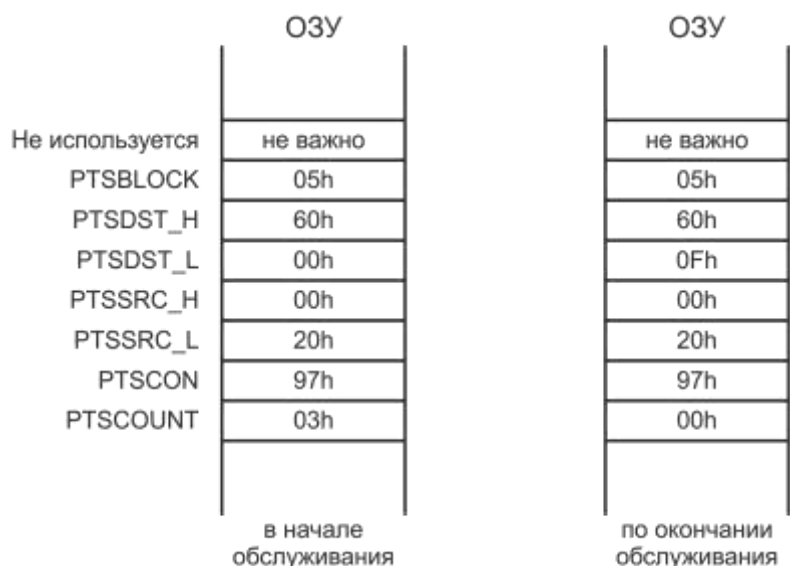 ОЗУ ОЗУ
Не используется не важно не важно
PTSBLOCK 05h 05h
PTSDST_H 60h 60h
PTSDST_L 00h 0Fh
PTSSRC_H 00h 00h
PTSSRC_L 20h 20h
PTSCON 97h 97h
PTSCOUNT 03h 00h
в начале по окончании
обслуживания обслуживания